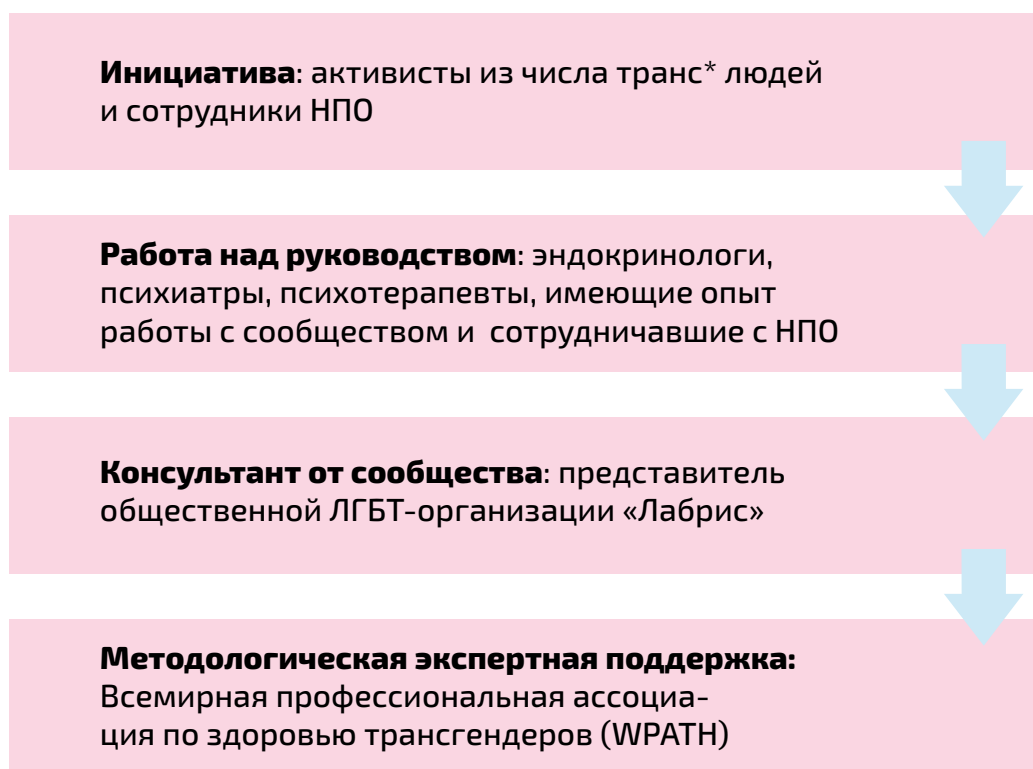 Инициатива: активисты из числа транс* людей
и сотрудники НПО
Работа над руководством: эндокринологи,
психиатры, психотерапевты, имеющие опыт
работы с сообществом и сотрудничавшие с НПО
Консультант от сообщества: представитель
общественной ЛГБТ-организации «Лабрис»
Методологическая экспертная поддержка:
Всемирная профессиональная ассоциа-
ция по здоровью трансгендеров (WPATH)